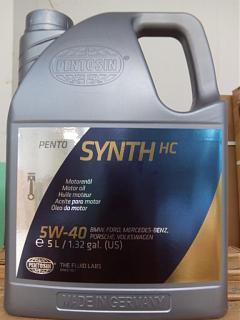 PENTOSIN
PENTO SYNTH HC
Motorenöl
Motor oil
Huile moteur
Aceite para motor
Óleo do motor
5W-40
BMW, FORD, MERCEDES-BENZ,
PORSCHE, VOLKSWAGEN
℮ 5 L / 1.32 gal. (US)
PENTOSIN
THE FLUID LABS
MADE IN GERMANY